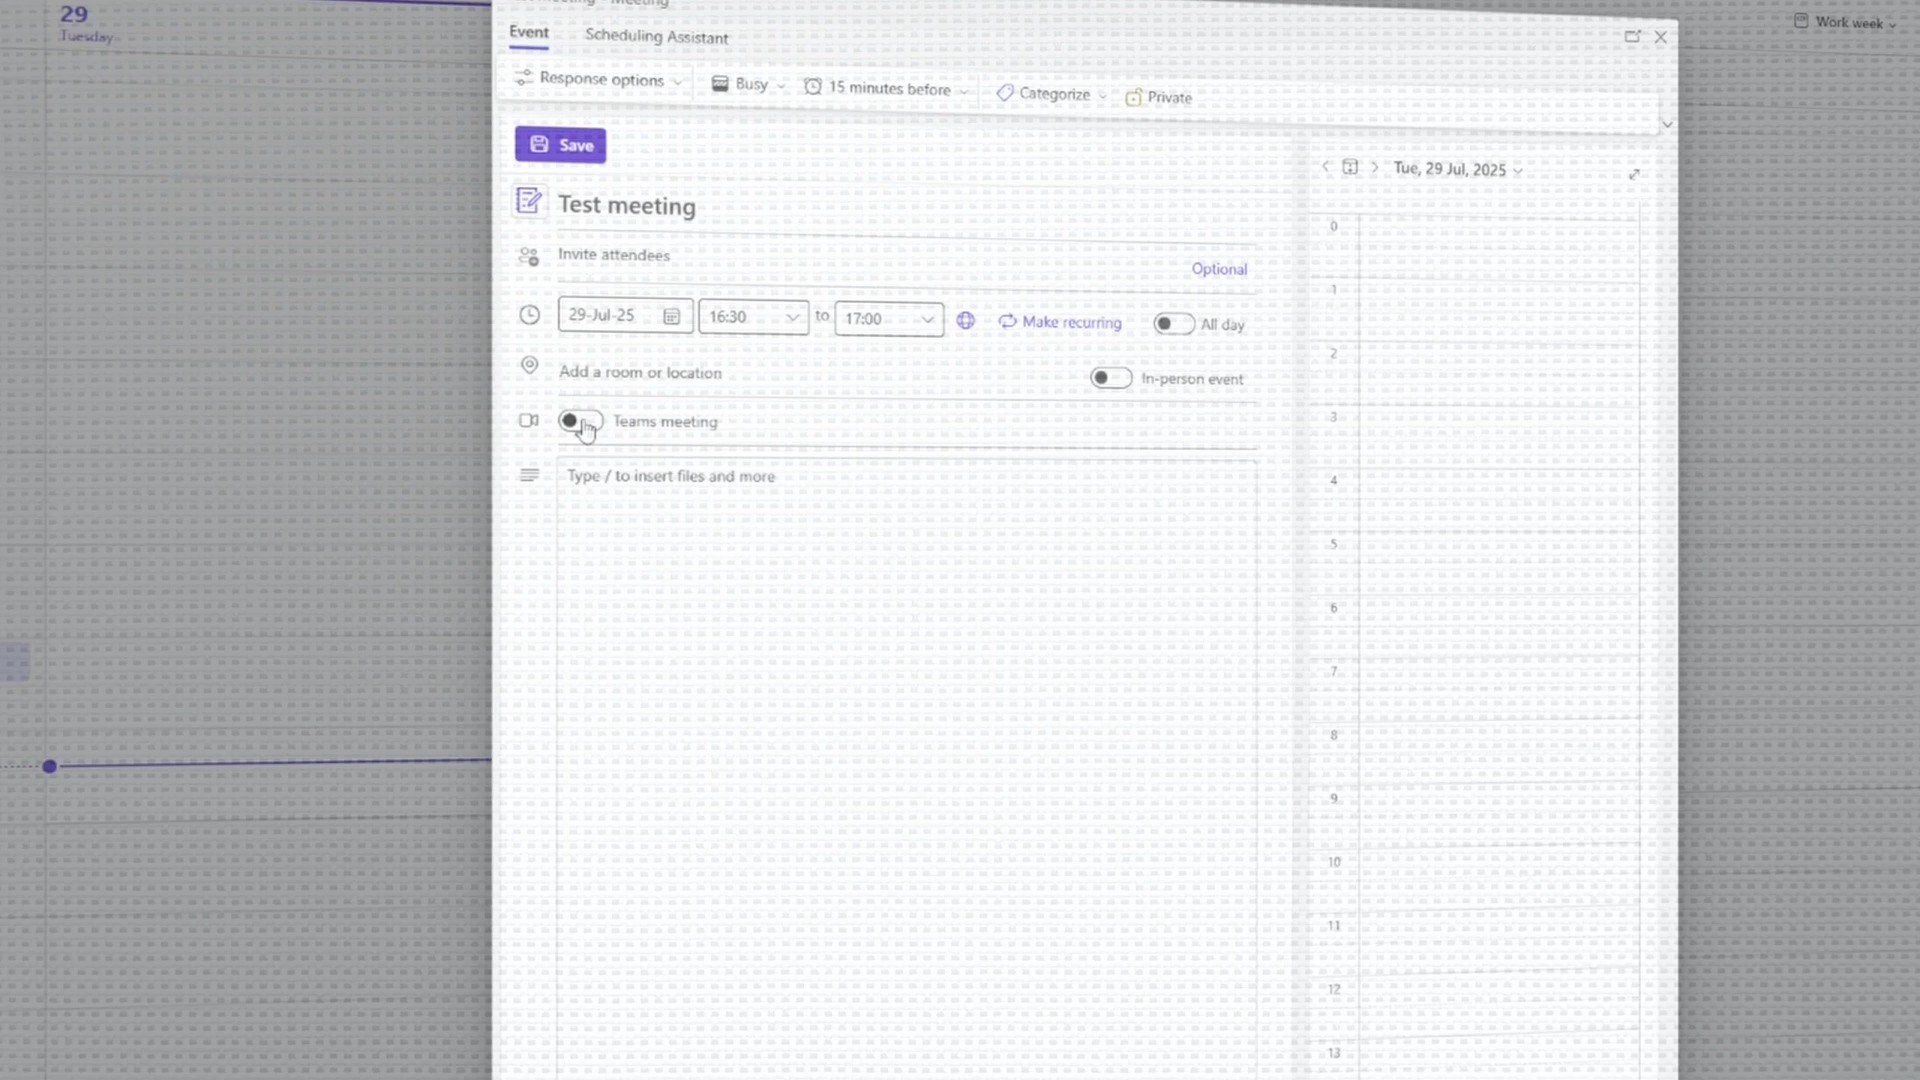 29
Tuesday
Work week
Event
Scheduling Assistant
Response options
Busy
15 minutes before
Categorize
Private
Save
Test meeting
Invite attendees
Optional
29-Jul-25
16:30
to
17:00
Make recurring
All day
Add a room or location
In-person event
Teams meeting
Type / to insert files and more
Tue, 29 Jul, 2025
0
1
2
3
4
5
6
7
8
9
10
11
12
13